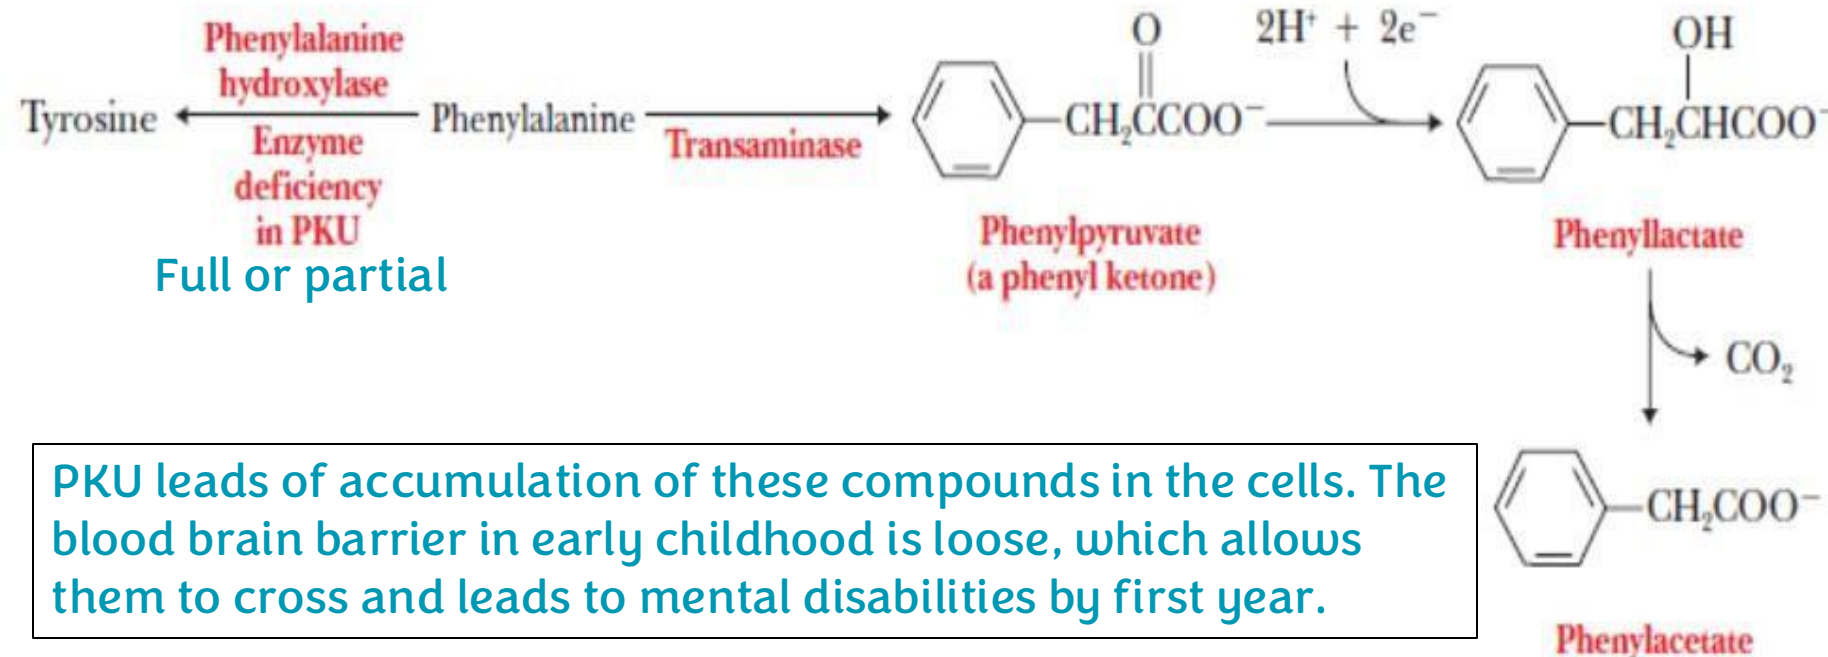 Phenylalanine
hydroxylase
Tyrosine
Phenylalanine
Enzyme
deficiency
in PKU
Full or partial
Transaminase
O
CH₂CCOO⁻
Phenylpyruvate
(a phenyl ketone)
2H⁺ + 2e⁻
OH
CH₂CHCOO⁻
Phenyllactate
CO₂
CH₂COO⁻
Phenylacetate
PKU leads of accumulation of these compounds in the cells. The
blood brain barrier in early childhood is loose, which allows
them to cross and leads to mental disabilities by first year.